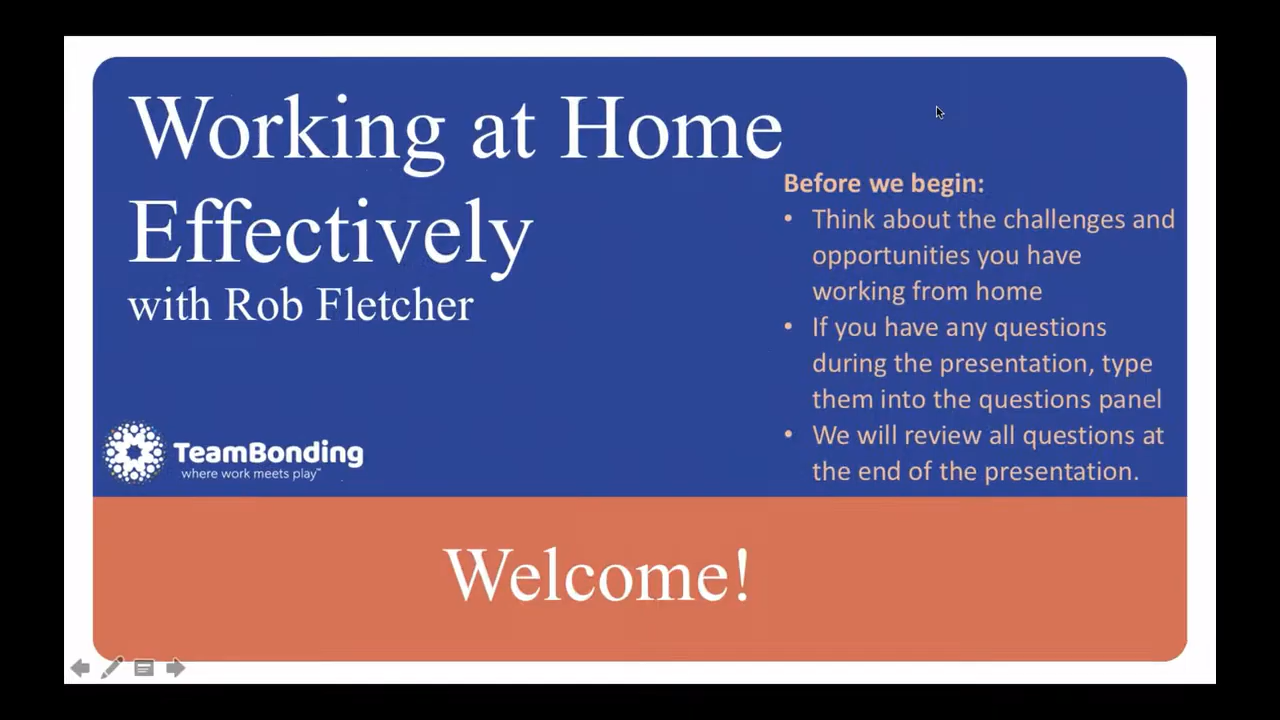 Working at Home
Effectively
with Rob Fletcher
Before we begin:
• Think about the challenges and
opportunities you have
working from home
• If you have any questions
during the presentation, type
them into the questions panel
• We will review all questions at
the end of the presentation.
TeamBonding
where work meets play™
Welcome!